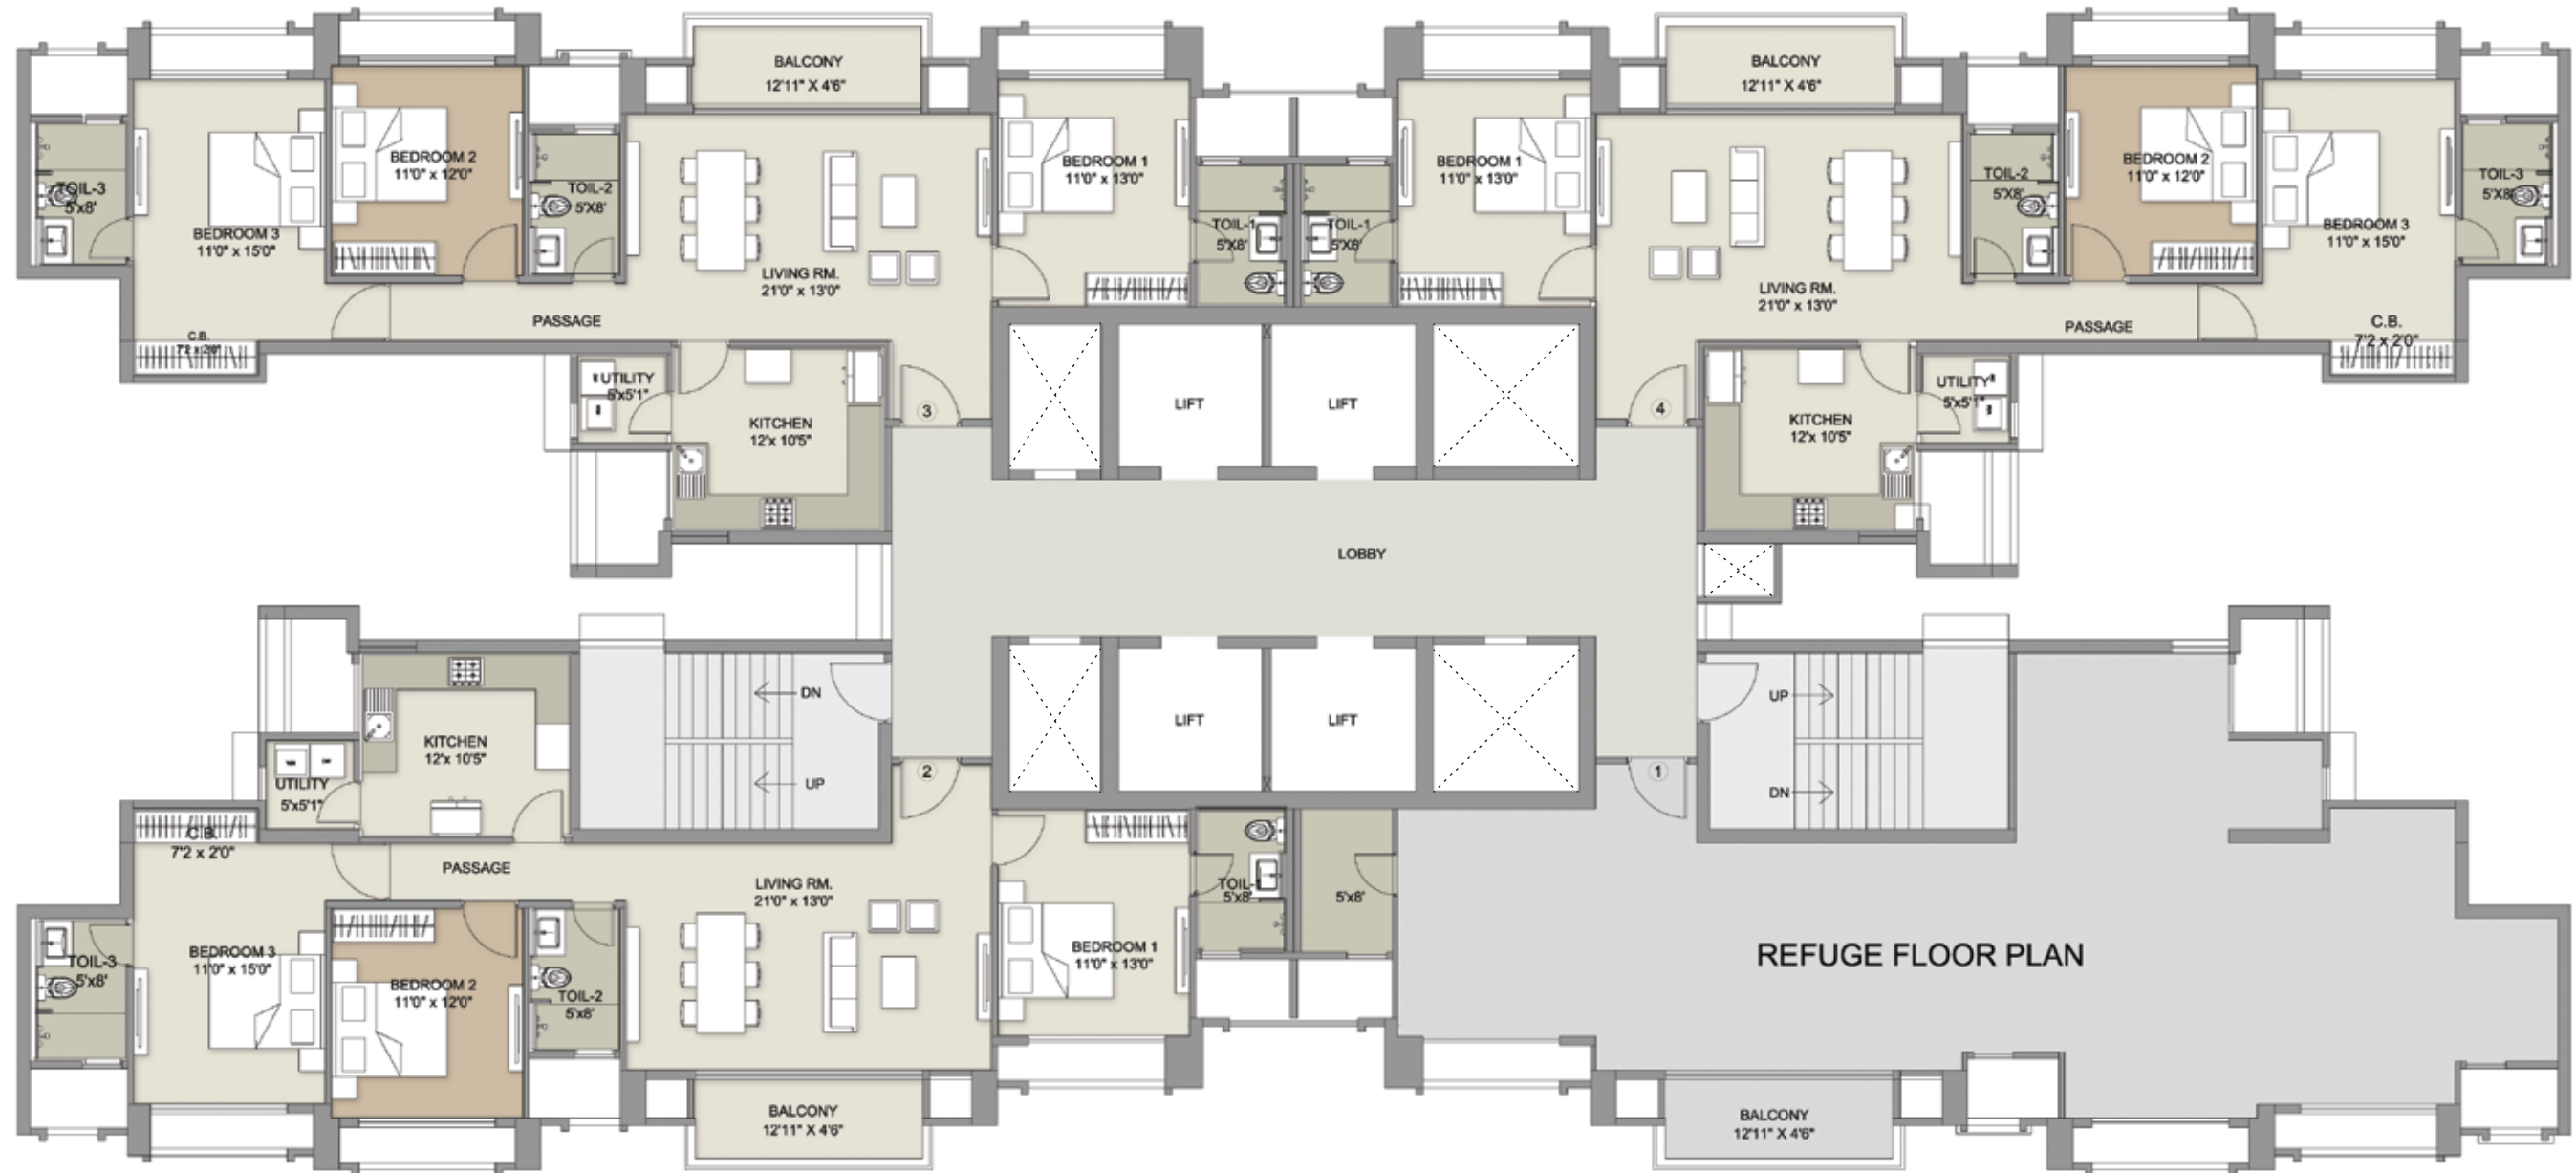 BALCONY
12'11" X 4'6"
BALCONY
12'11" X 4'6"
BEDROOM 2
11'0" x 12'0"
BEDROOM 1
11'0" x 13'0"
BEDROOM 1
11'0" x 13'0"
BEDROOM 2
11'0" x 12'0"
TOIL-3
5'x8'
TOIL-2
5'X8'
TOIL-2
5'X8'
TOIL-3
5'X8'
BEDROOM 3
11'0" x 15'0"
TOIL-1
5'X8'
TOIL-1
5'X8'
BEDROOM 3
11'0" x 15'0"
LIVING RM.
21'0" x 13'0"
LIVING RM.
21'0" x 13'0"
PASSAGE
PASSAGE
C.B.
7'2 x 2'0"
C.B.
7'2 x 2'0"
UTILITY
5'x5'1"
UTILITY
5'x5'1"
LIFT
LIFT
3
4
KITCHEN
12'x 10'5"
KITCHEN
12'x 10'5"
LOBBY
DN
UP
UP
DN
LIFT
LIFT
KITCHEN
12'x 10'5"
2
1
UTILITY
5'x5'1"
C.B.
7'2 x 2'0"
PASSAGE
LIVING RM.
21'0" x 13'0"
TOIL-1
5'x8'
5'x8'
BEDROOM 3
11'0" x 15'0"
TOIL-3
5'x8'
BEDROOM 1
11'0" x 13'0"
REFUGE FLOOR PLAN
BEDROOM 2
11'0" x 12'0"
TOIL-2
5'x8'
BALCONY
12'11" X 4'6"
BALCONY
12'11" X 4'6"